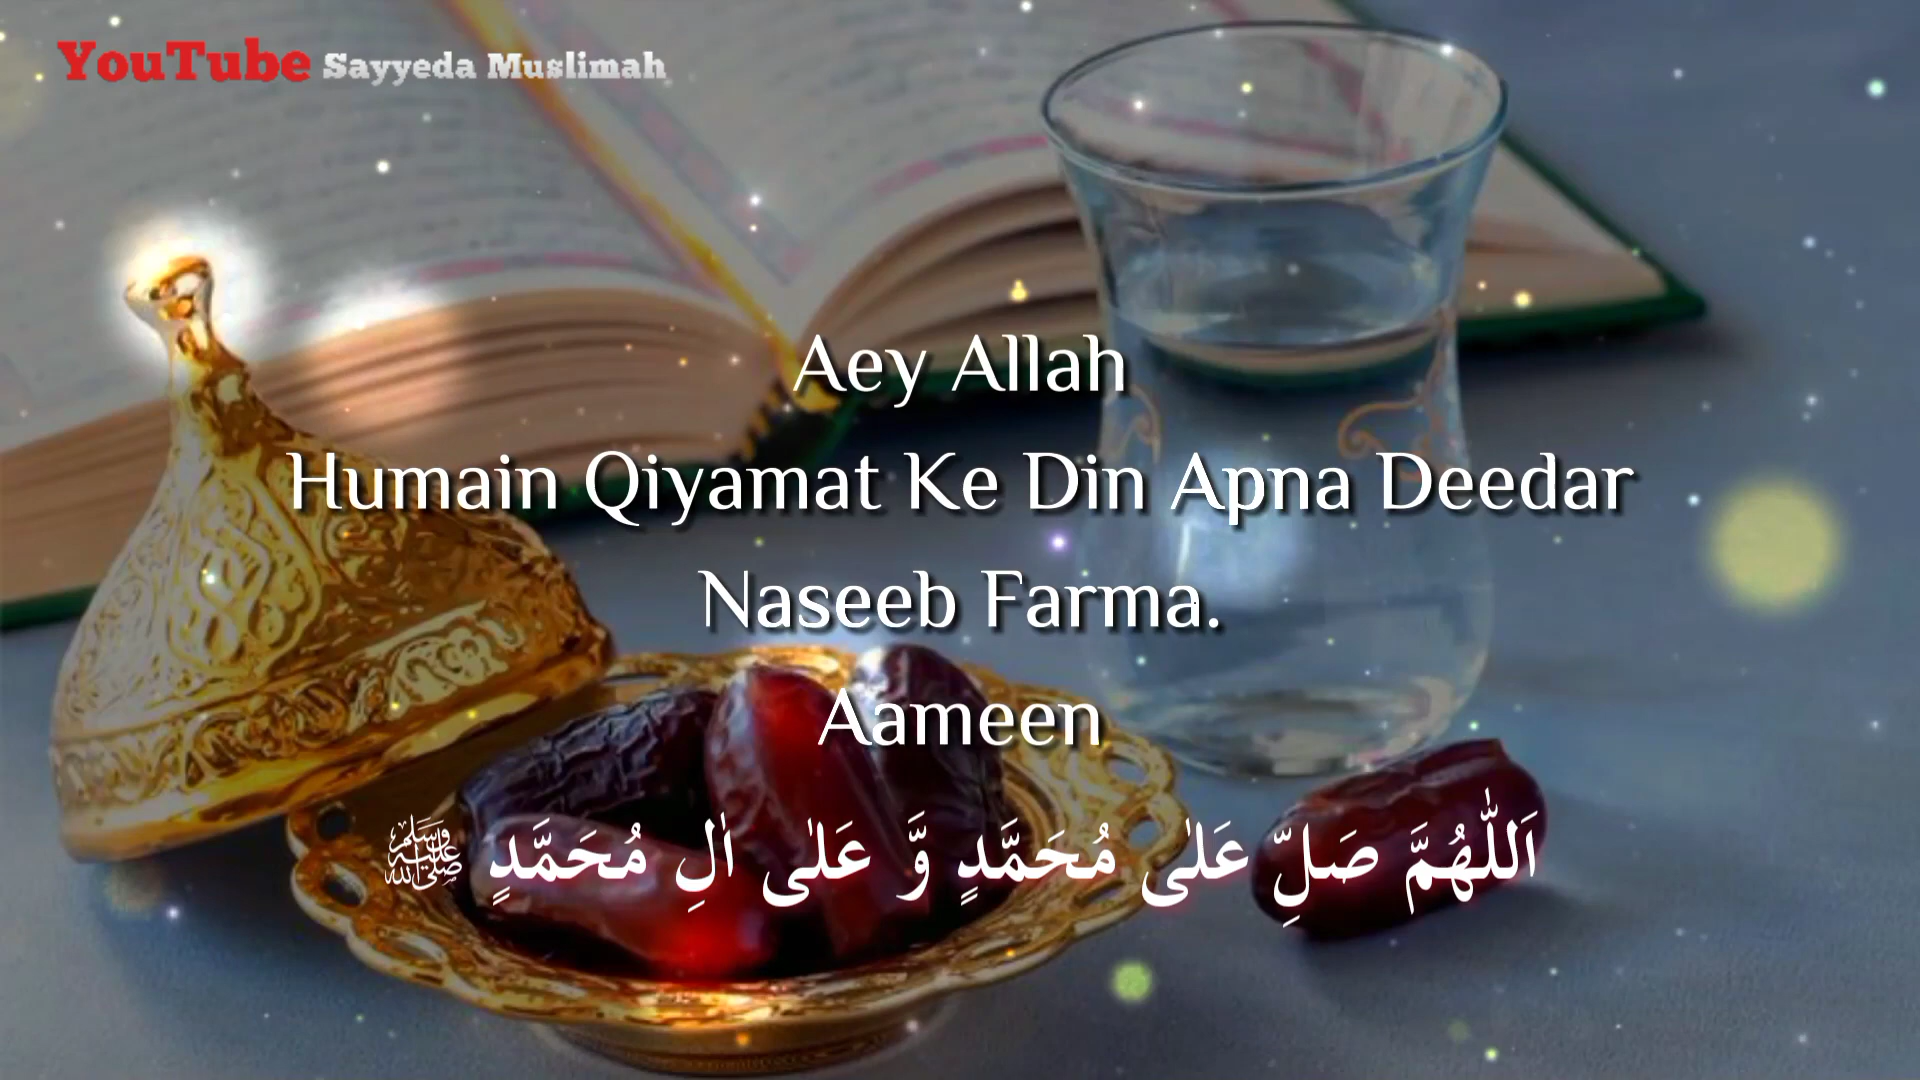 YouTube Sayyeda Muslimah
Aey Allah
Humain Qiyamat Ke Din Apna Deedar
Naseeb Farma.
Aameen
اَللّٰهُمَّ صَلِّ عَلٰى مُحَمَّدٍ وَّ عَلٰى اٰلِ مُحَمَّدٍ ﷺ